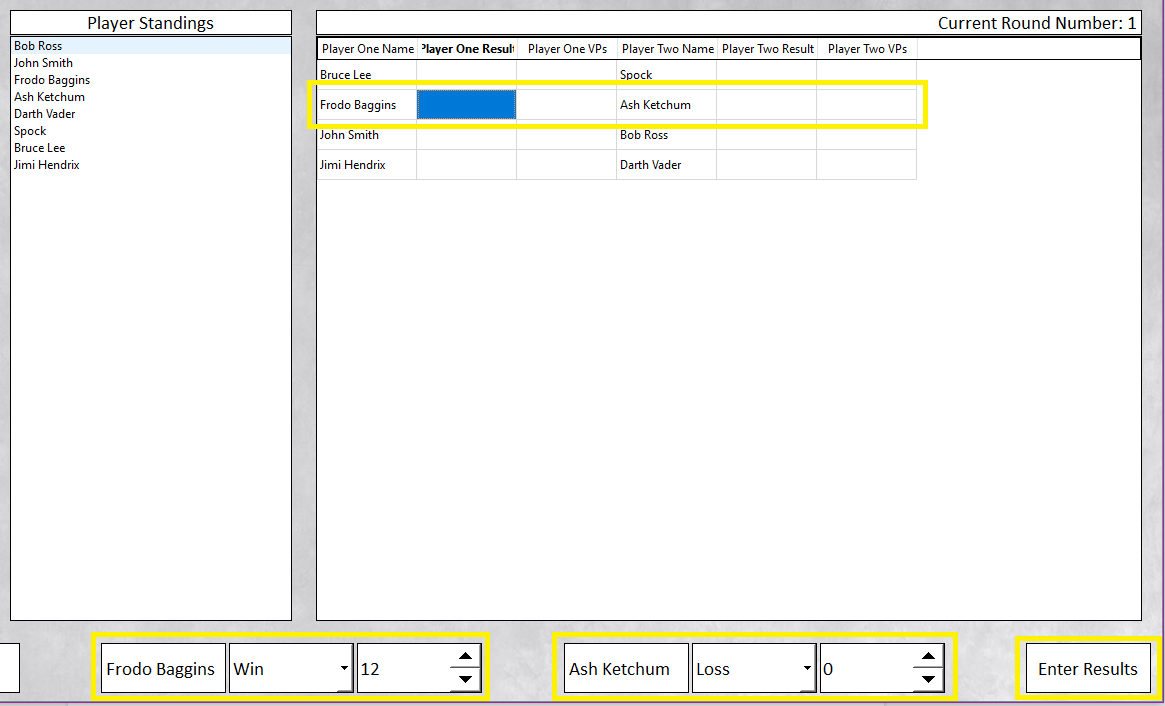 Player Standings
Bob Ross
John Smith
Frodo Baggins
Ash Ketchum
Darth Vader
Spock
Bruce Lee
Jimi Hendrix
Current Round Number: 1
Player One Name Player One Result Player One VPs Player Two Name Player Two Result Player Two VPs
Bruce Lee Spock
Frodo Baggins Ash Ketchum
John Smith Bob Ross
Jimi Hendrix Darth Vader
Frodo Baggins Win 12 Ash Ketchum Loss 0 Enter Results